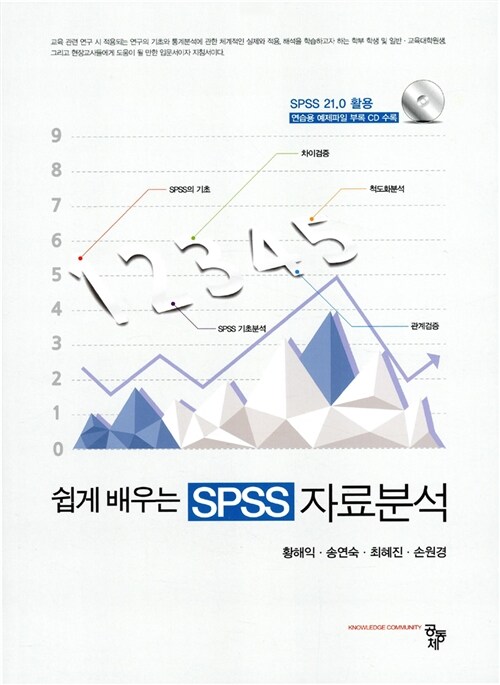 교육 관련 연구 시 적용되는 연구의 기초와 통계분석에 관한 체계적인 실제와 적용, 해석을 학습하고자 하는 학부 학생 및 일반·교육대학원생,
그리고 현장교사들에게 도움이 될 만한 입문서이자 지침서이다.
SPSS 21.0 활용
연습용 예제파일 부록 CD 수록
9
8
7
6
5
4
3
2
1
0
차이검증
SPSS의 기초
척도화분석
1 2 3 4 5
SPSS 기초분석
관계검증
쉽게 배우는 SPSS 자료분석
황해익·송연숙·최혜진·손원경
KNOWLEDGE COMMUNITY 공동체